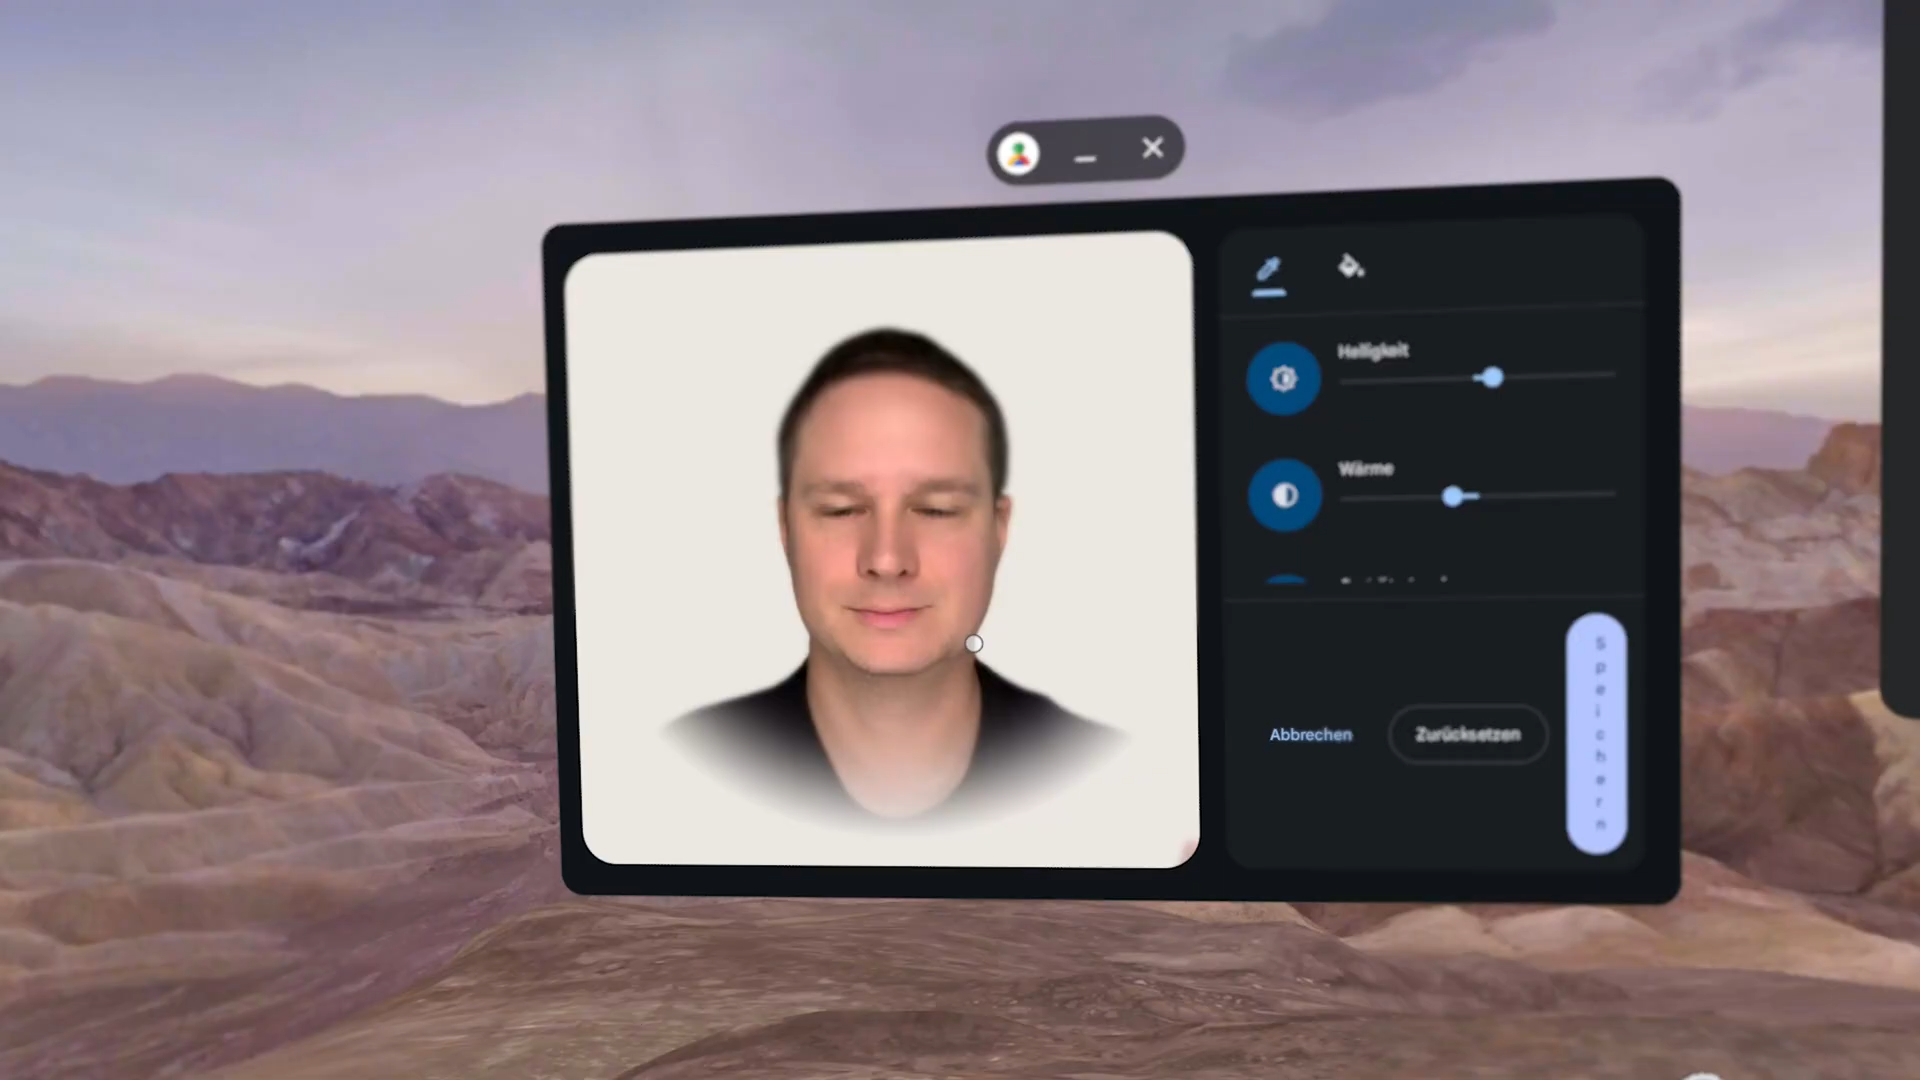 Helligkeit
Wärme
Abbrechen
Zurücksetzen
Speichern